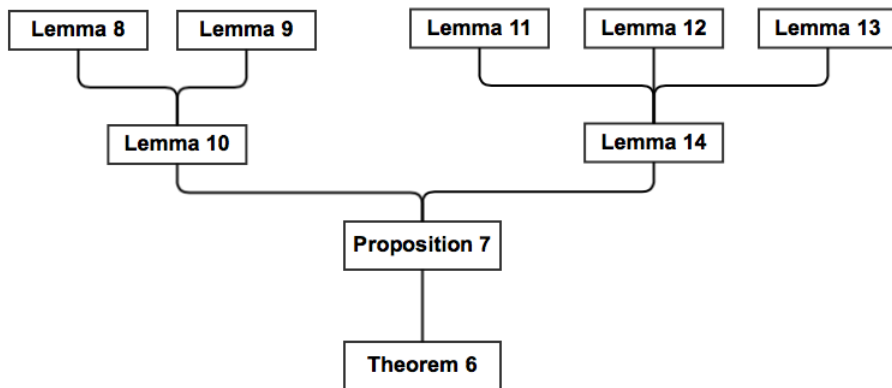 Lemma 8
Lemma 9
Lemma 11
Lemma 12
Lemma 13
Lemma 10
Lemma 14
Proposition 7
Theorem 6